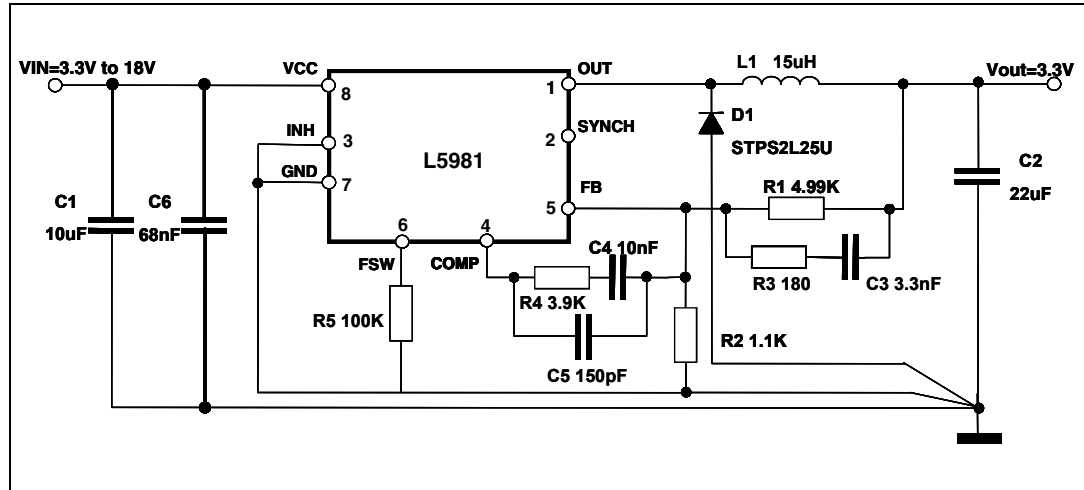 VIN=3.3V to 18V
VCC
8
OUT
1
L1 15uH
Vout=3.3V
INH
3
SYNCH
2
D1
STPS2L25U
L5981
GND
7
FB
5
R1 4.99K
C2
22uF
C1
10uF
C6
68nF
6
4
FSW
COMP
C4 10nF
R3 180
C3 3.3nF
R4 3.9K
R5 100K
R2 1.1K
C5 150pF